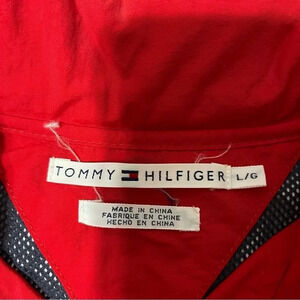 TOMMY HILFIGER L/G
MADE IN CHINA
FABRIQUE EN CHINE
HECHO EN CHINA